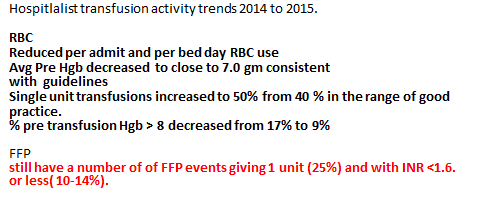 Hospitlalist transfusion activity trends 2014 to 2015.
RBC
Reduced per admit and per bed day RBC use
Avg Pre Hgb decreased to close to 7.0 gm consistent
with guidelines
Single unit transfusions increased to 50% from 40 % in the range of good
practice.
% pre transfusion Hgb > 8 decreased from 17% to 9%
FFP
still have a number of of FFP events giving 1 unit (25%) and with INR <1.6.
or less( 10-14%).